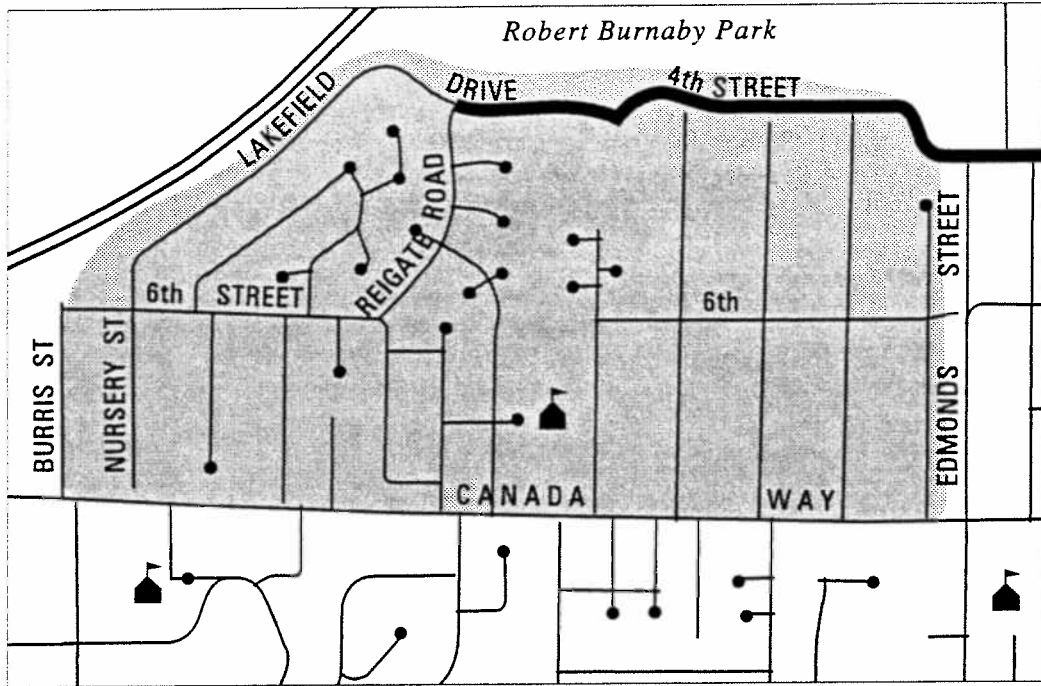 Robert Burnaby Park
4th STREET
DRIVE
LAKEFIELD
ROAD
REIGATE
STREET
6th STREET
6th
BURRIS ST
NURSERY ST
EDMONDS
CANADA WAY